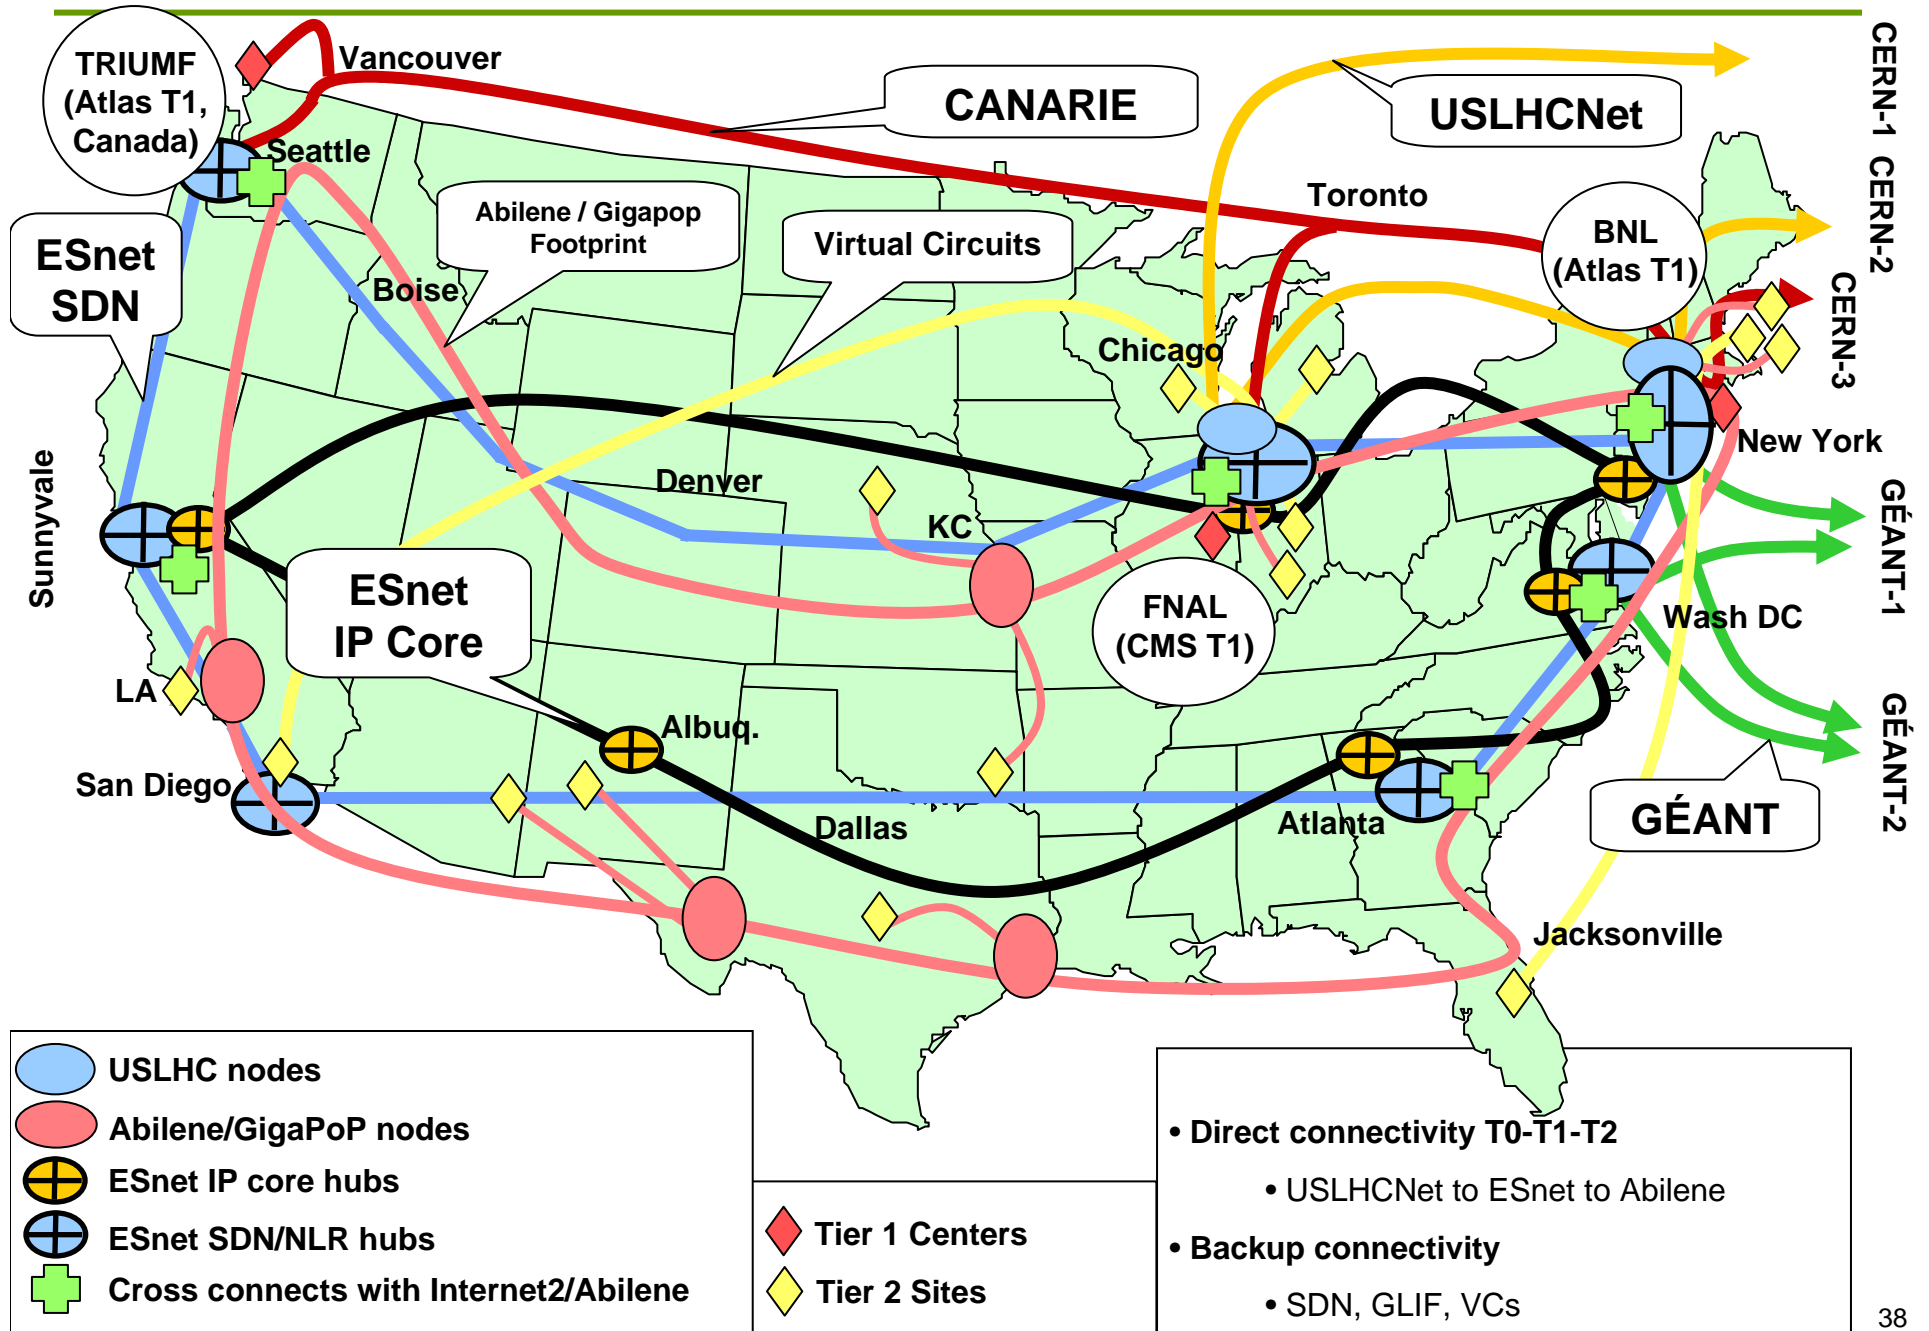 TRIUMF
(Atlas T1,
Canada)
Vancouver
CANARIE
USLHCNet
CERN-1
CERN-2
CERN-3
Seattle
Abilene / Gigapop
Footprint
Virtual Circuits
Toronto
BNL
(Atlas T1)
ESnet
SDN
Boise
Chicago
New York
Sunnyvale
Denver
KC
GÉANT-1
ESnet
IP Core
FNAL
(CMS T1)
Wash DC
LA
Albuq.
San Diego
Dallas
Atlanta
GÉANT
GÉANT-2
Jacksonville
USLHC nodes
Abilene/GigaPoP nodes
ESnet IP core hubs
ESnet SDN/NLR hubs
Cross connects with Internet2/Abilene
Tier 1 Centers
Tier 2 Sites
• Direct connectivity T0-T1-T2
• USLHCNet to ESnet to Abilene
• Backup connectivity
• SDN, GLIF, VCs
38